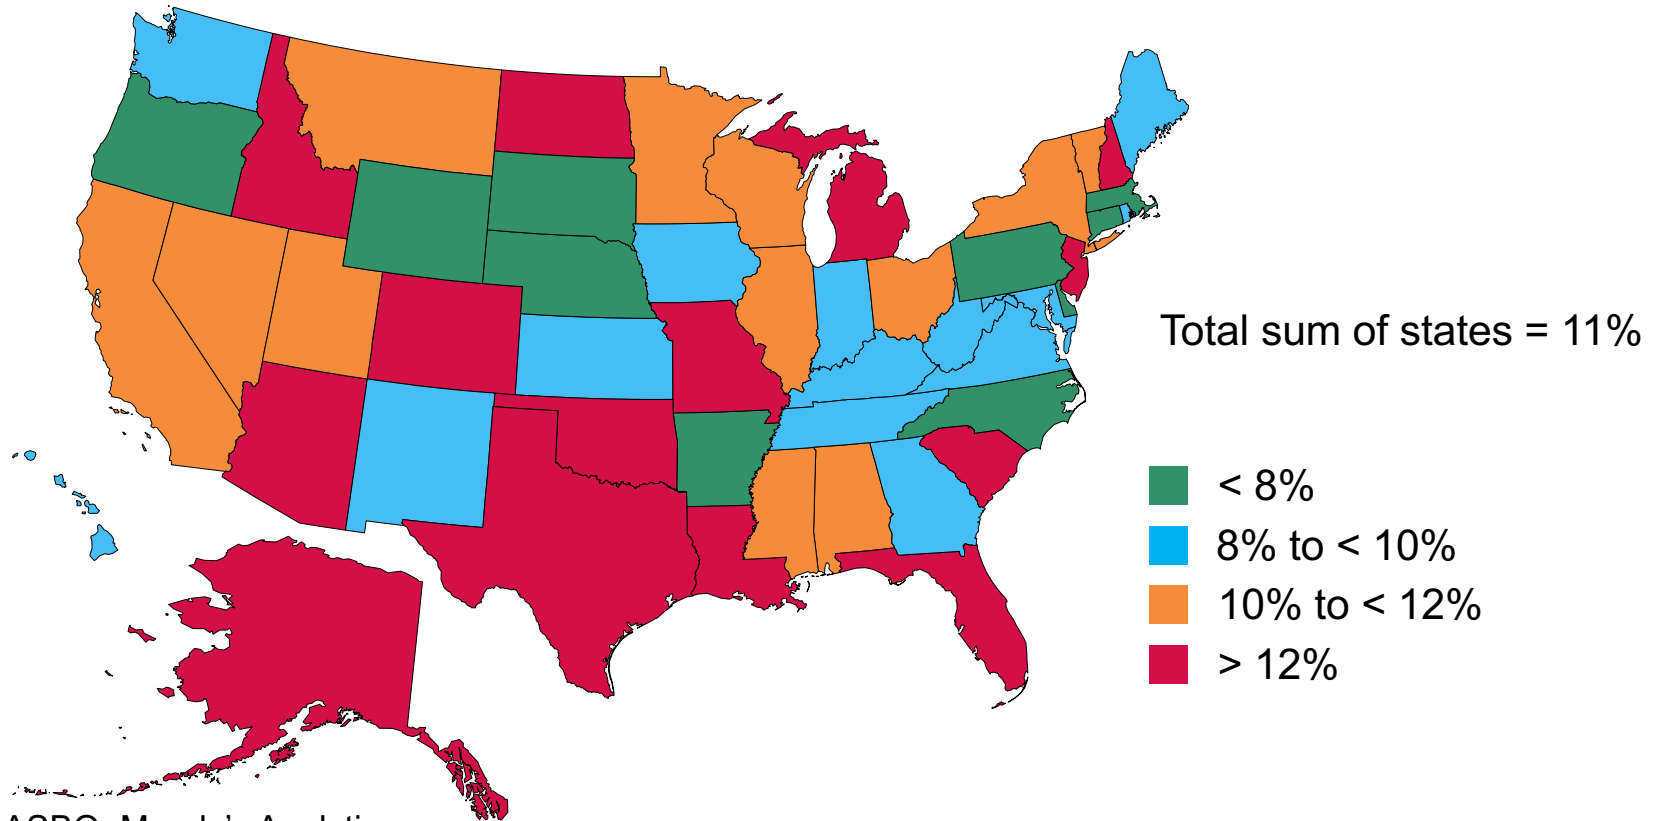 Total sum of states = 11%
< 8%
8% to < 10%
10% to < 12%
> 12%